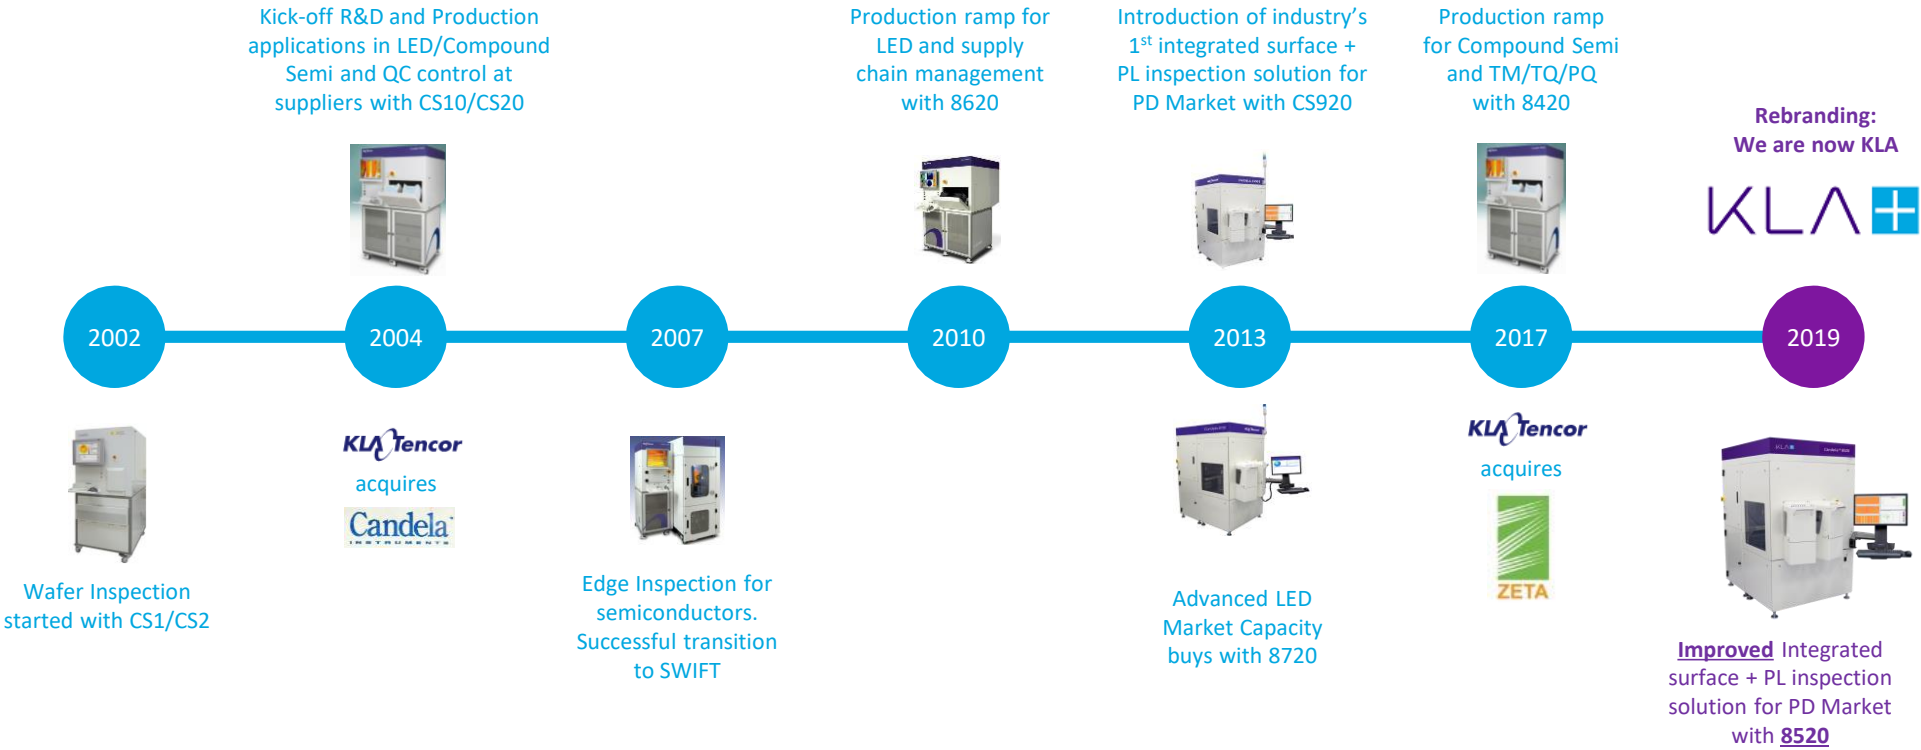 Kick-off R&D and Production
applications in LED/Compound
Semi and QC control at
suppliers with CS10/CS20
Production ramp for
LED and supply
chain management
with 8620
Introduction of industry's
1st integrated surface +
PL inspection solution for
PD Market with CS920
Production ramp
for Compound Semi
and TM/TQ/PQ
with 8420
Rebranding:
We are now KLA
KLA+
2002
2004
2007
2010
2013
2017
2019
Wafer Inspection
started with CS1/CS2
KLA Tencor
acquires
Candela
INSTRUMENTS
Edge Inspection for
semiconductors.
Successful transition
to SWIFT
Advanced LED
Market Capacity
buys with 8720
KLA Tencor
acquires
ZETA
Improved Integrated
surface + PL inspection
solution for PD Market
with 8520